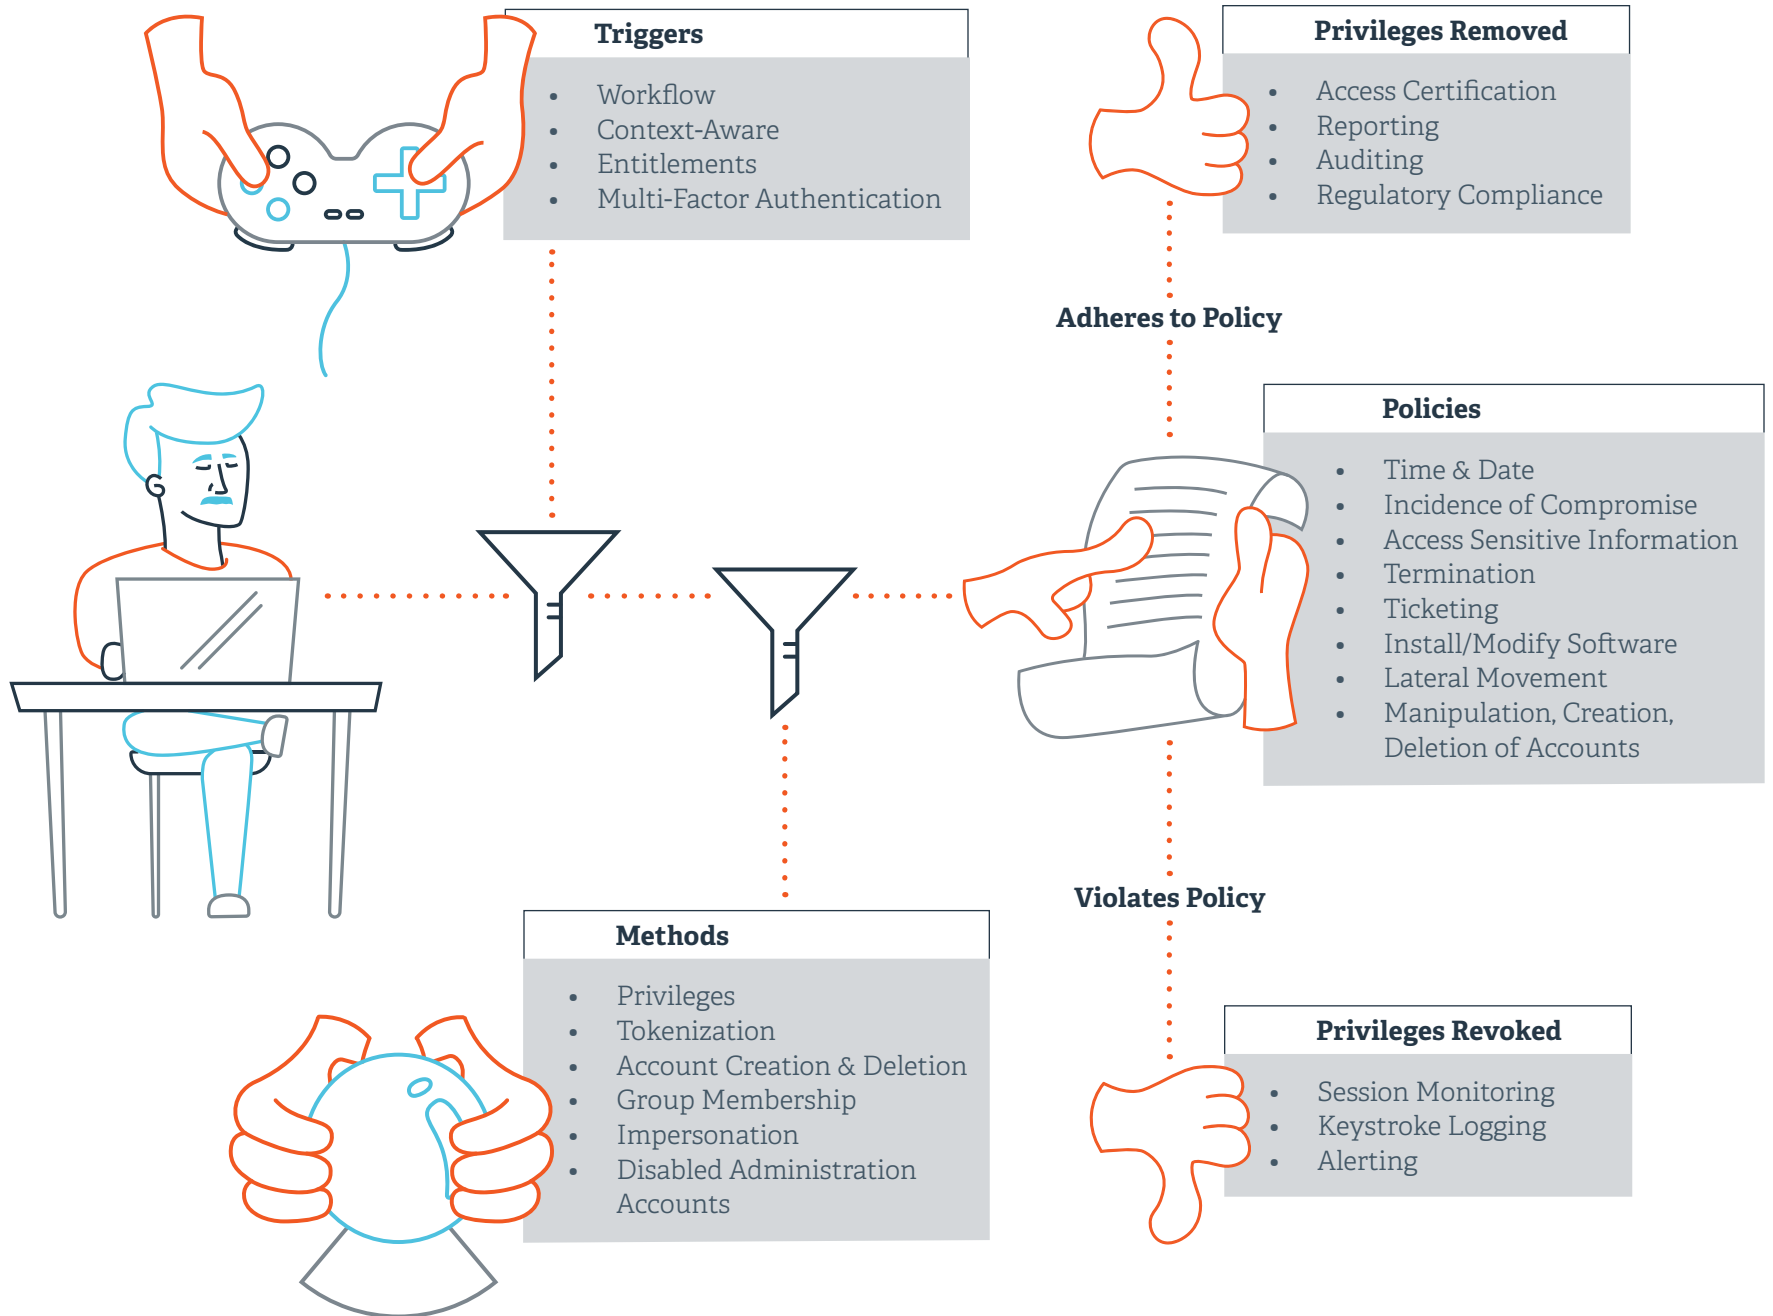 Triggers
• Workflow
• Context-Aware
• Entitlements
• Multi-Factor Authentication
Privileges Removed
• Access Certification
• Reporting
• Auditing
• Regulatory Compliance
Adheres to Policy
Policies
• Time & Date
• Incidence of Compromise
• Access Sensitive Information
• Termination
• Ticketing
• Install/Modify Software
• Lateral Movement
• Manipulation, Creation,
Deletion of Accounts
Violates Policy
Methods
• Privileges
• Tokenization
• Account Creation & Deletion
• Group Membership
• Impersonation
• Disabled Administration
Accounts
Privileges Revoked
• Session Monitoring
• Keystroke Logging
• Alerting